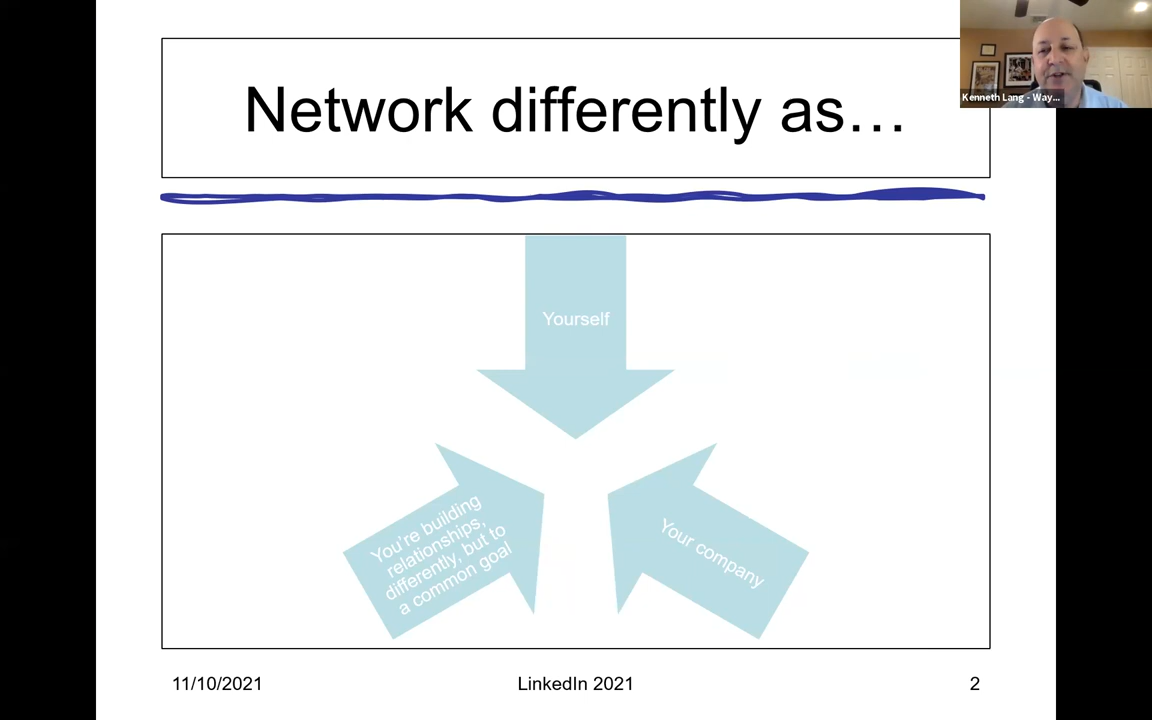 Network differently as…
Kenneth Lang - Way...
Yourself
You're building
relationships,
differently, but to
a common goal
Your company
11/10/2021
LinkedIn 2021
2